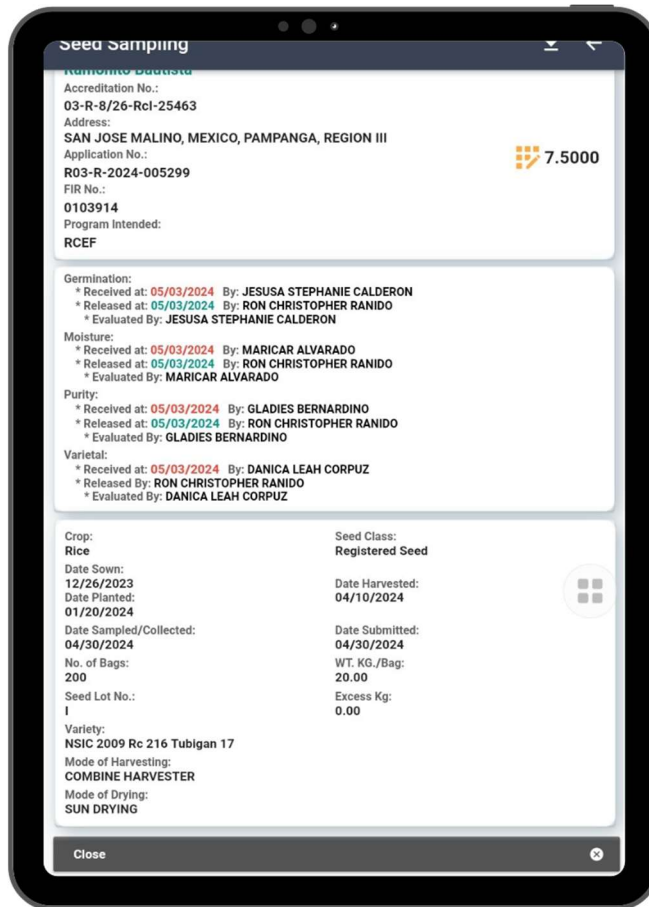 Seed Sampling
Ramonito Bautista
Accreditation No.:
03-R-8/26-RcI-25463
Address:
SAN JOSE MALINO, MEXICO, PAMPANGA, REGION III
Application No.:
7.5000
R03-R-2024-005299
FIR No.:
0103914
Program Intended:
RCEF
Germination:
* Received at: 05/03/2024 By: JESUSA STEPHANIE CALDERON
* Released at: 05/03/2024 By: RON CHRISTOPHER RANIDO
* Evaluated By: JESUSA STEPHANIE CALDERON
Moisture:
* Received at: 05/03/2024 By: MARICAR ALVARADO
* Released at: 05/03/2024 By: RON CHRISTOPHER RANIDO
* Evaluated By: MARICAR ALVARADO
Purity:
* Received at: 05/03/2024 By: GLADIES BERNARDINO
* Released at: 05/03/2024 By: RON CHRISTOPHER RANIDO
* Evaluated By: GLADIES BERNARDINO
Varietal:
* Received at: 05/03/2024 By: DANICA LEAH CORPUZ
* Released By: RON CHRISTOPHER RANIDO
* Evaluated By: DANICA LEAH CORPUZ
Crop:
Rice
Seed Class:
Registered Seed
Date Sown:
12/26/2023
Date Planted:
01/20/2024
Date Harvested:
04/10/2024
Date Sampled/Collected:
04/30/2024
Date Submitted:
04/30/2024
No. of Bags:
200
WT. KG./Bag:
20.00
Seed Lot No.:
I
Excess Kg:
0.00
Variety:
NSIC 2009 Rc 216 Tubigan 17
Mode of Harvesting:
COMBINE HARVESTER
Mode of Drying:
SUN DRYING
Close